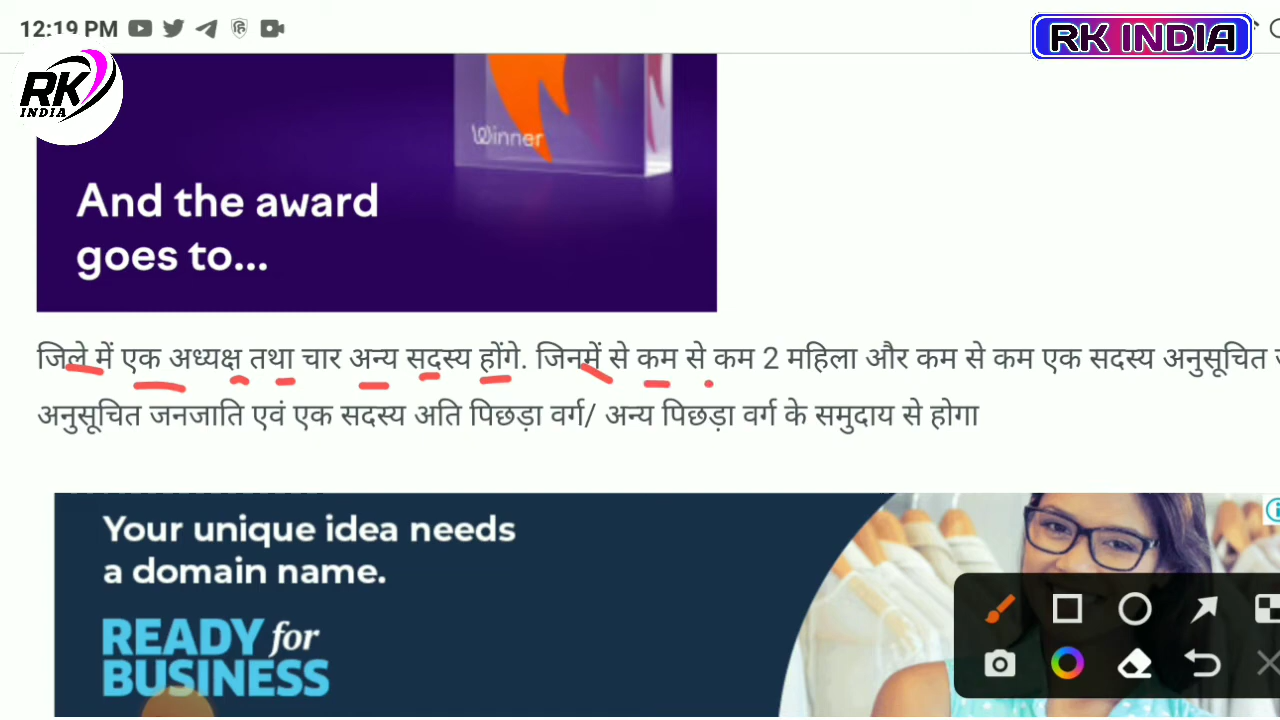 12:19 PM
RK INDIA
RK
INDIA
Winner
And the award
goes to...
जिले में एक अध्यक्ष तथा चार अन्य सदस्य होंगे. जिनमें से कम से कम 2 महिला और कम से कम एक सदस्य अनुसूचित
अनुसूचित जनजाति एवं एक सदस्य अति पिछड़ा वर्ग/ अन्य पिछड़ा वर्ग के समुदाय से होगा
Your unique idea needs
a domain name.
READY for
BUSINESS